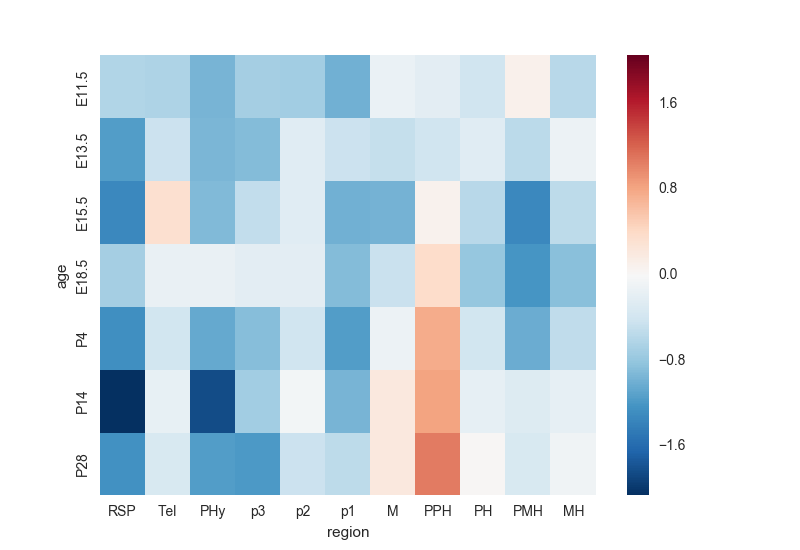 E11.5
E13.5
E15.5
E18.5
P4
P14
P28
age
RSP Tel PHy p3 p2 p1 M PPH PH PMH MH
region
1.6
0.8
0.0
−0.8
−1.6